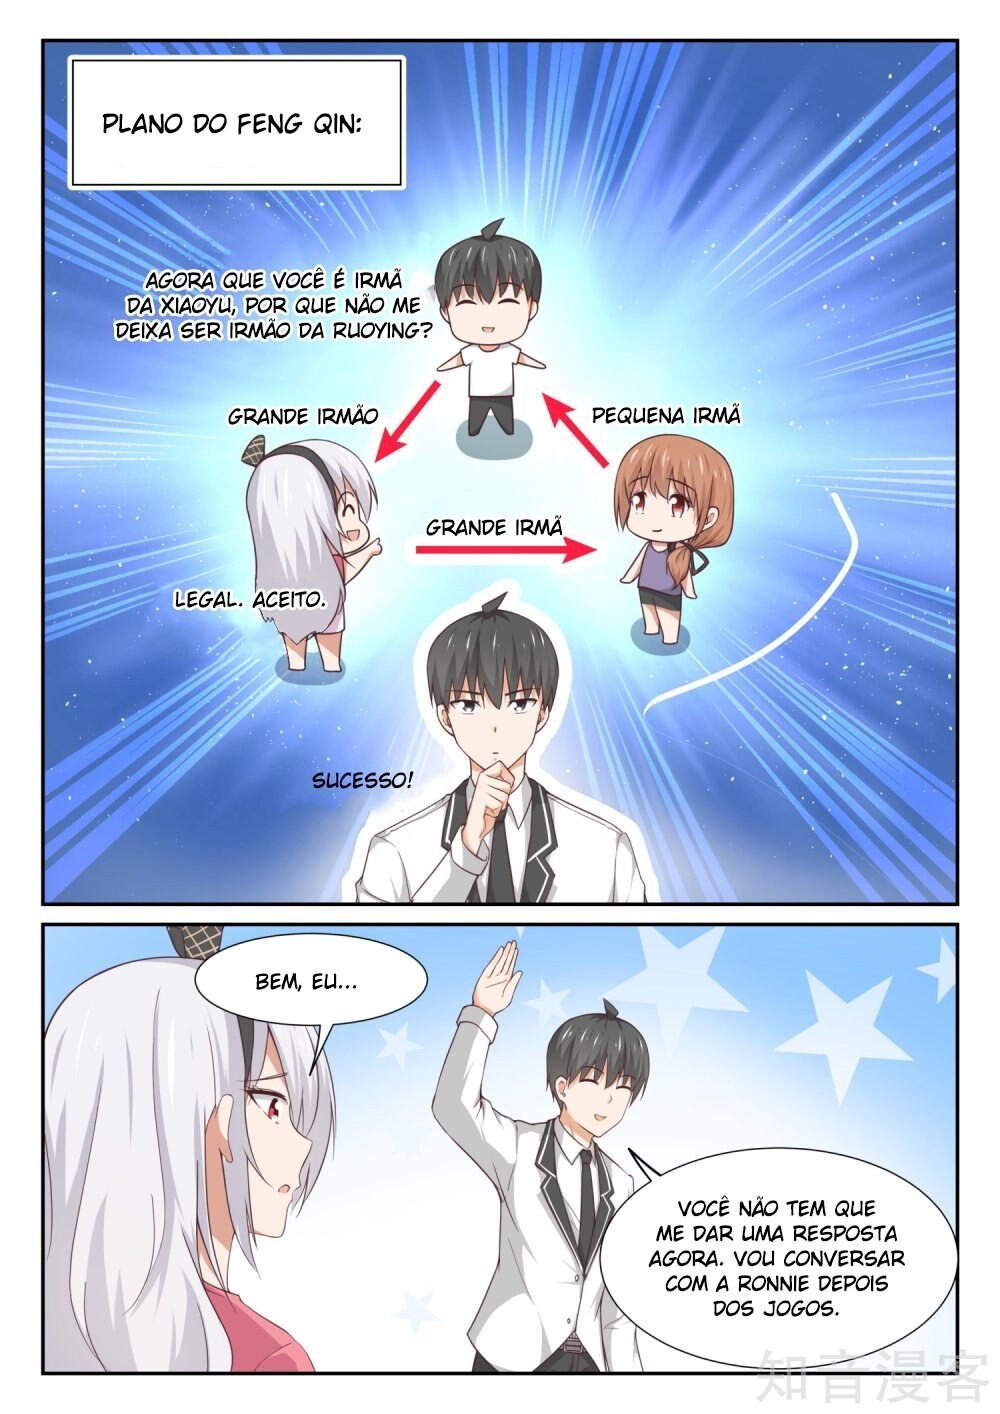 PLANO DO FENG QIN:
AGORA QUE VOCÊ É IRMÃ
DA XIAOYU, POR QUE NÃO ME
DEIXA SER IRMÃO DA RUOYING?
GRANDE IRMÃO
PEQUENA IRMÃ
GRANDE IRMÃ
LEGAL. ACEITO.
SUCESSO!
BEM, EU...
VOCÊ NÃO TEM QUE
ME DAR UMA RESPOSTA
AGORA. VOU CONVERSAR
COM A RONNIE DEPOIS
DOS JOGOS.
知音漫客